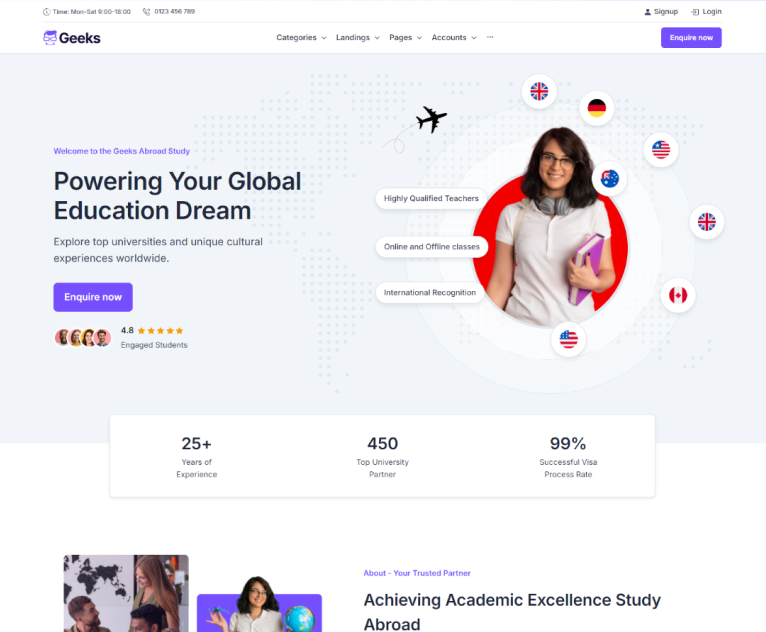 Time: Mon-Sat 9:00-18:00
0123 456 789
Signup
Login
Geeks
Categories
Landings
Pages
Accounts
Enquire now
Welcome to the Geeks Abroad Study
Powering Your Global
Education Dream
Explore top universities and unique cultural
experiences worldwide.
Enquire now
4.8
Engaged Students
Highly Qualified Teachers
Online and Offline classes
International Recognition
25+
Years of
Experience
450
Top University
Partner
99%
Successful Visa
Process Rate
About - Your Trusted Partner
Achieving Academic Excellence Study
Abroad